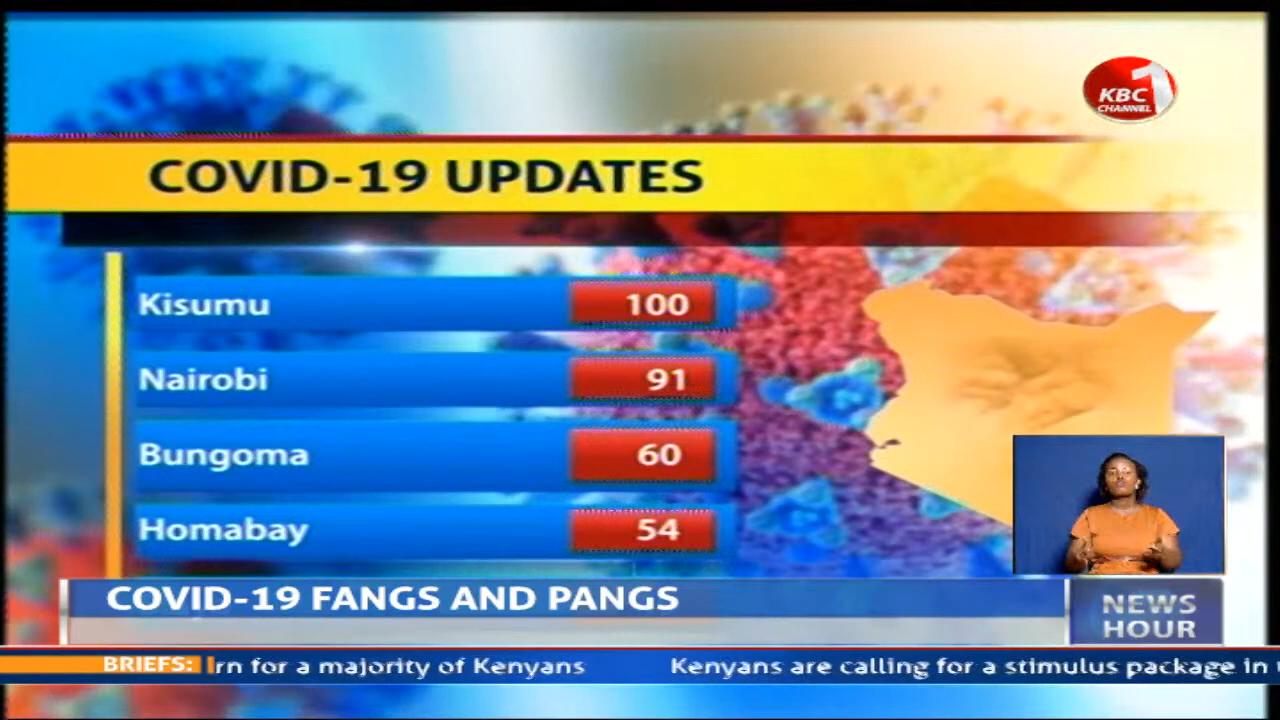 KBC 1
CHANNEL
COVID-19 UPDATES
Kisumu 100
Nairobi 91
Bungoma 60
Homabay 54
COVID-19 FANGS AND PANGS
NEWS
HOUR
BRIEFS: rn for a majority of Kenyans Kenyans are calling for a stimulus package in